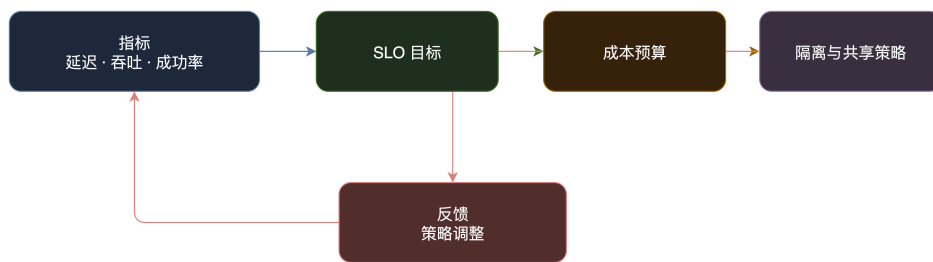 指标
延迟 · 吞吐 · 成功率
SLO 目标
成本预算
隔离与共享策略
反馈
策略调整